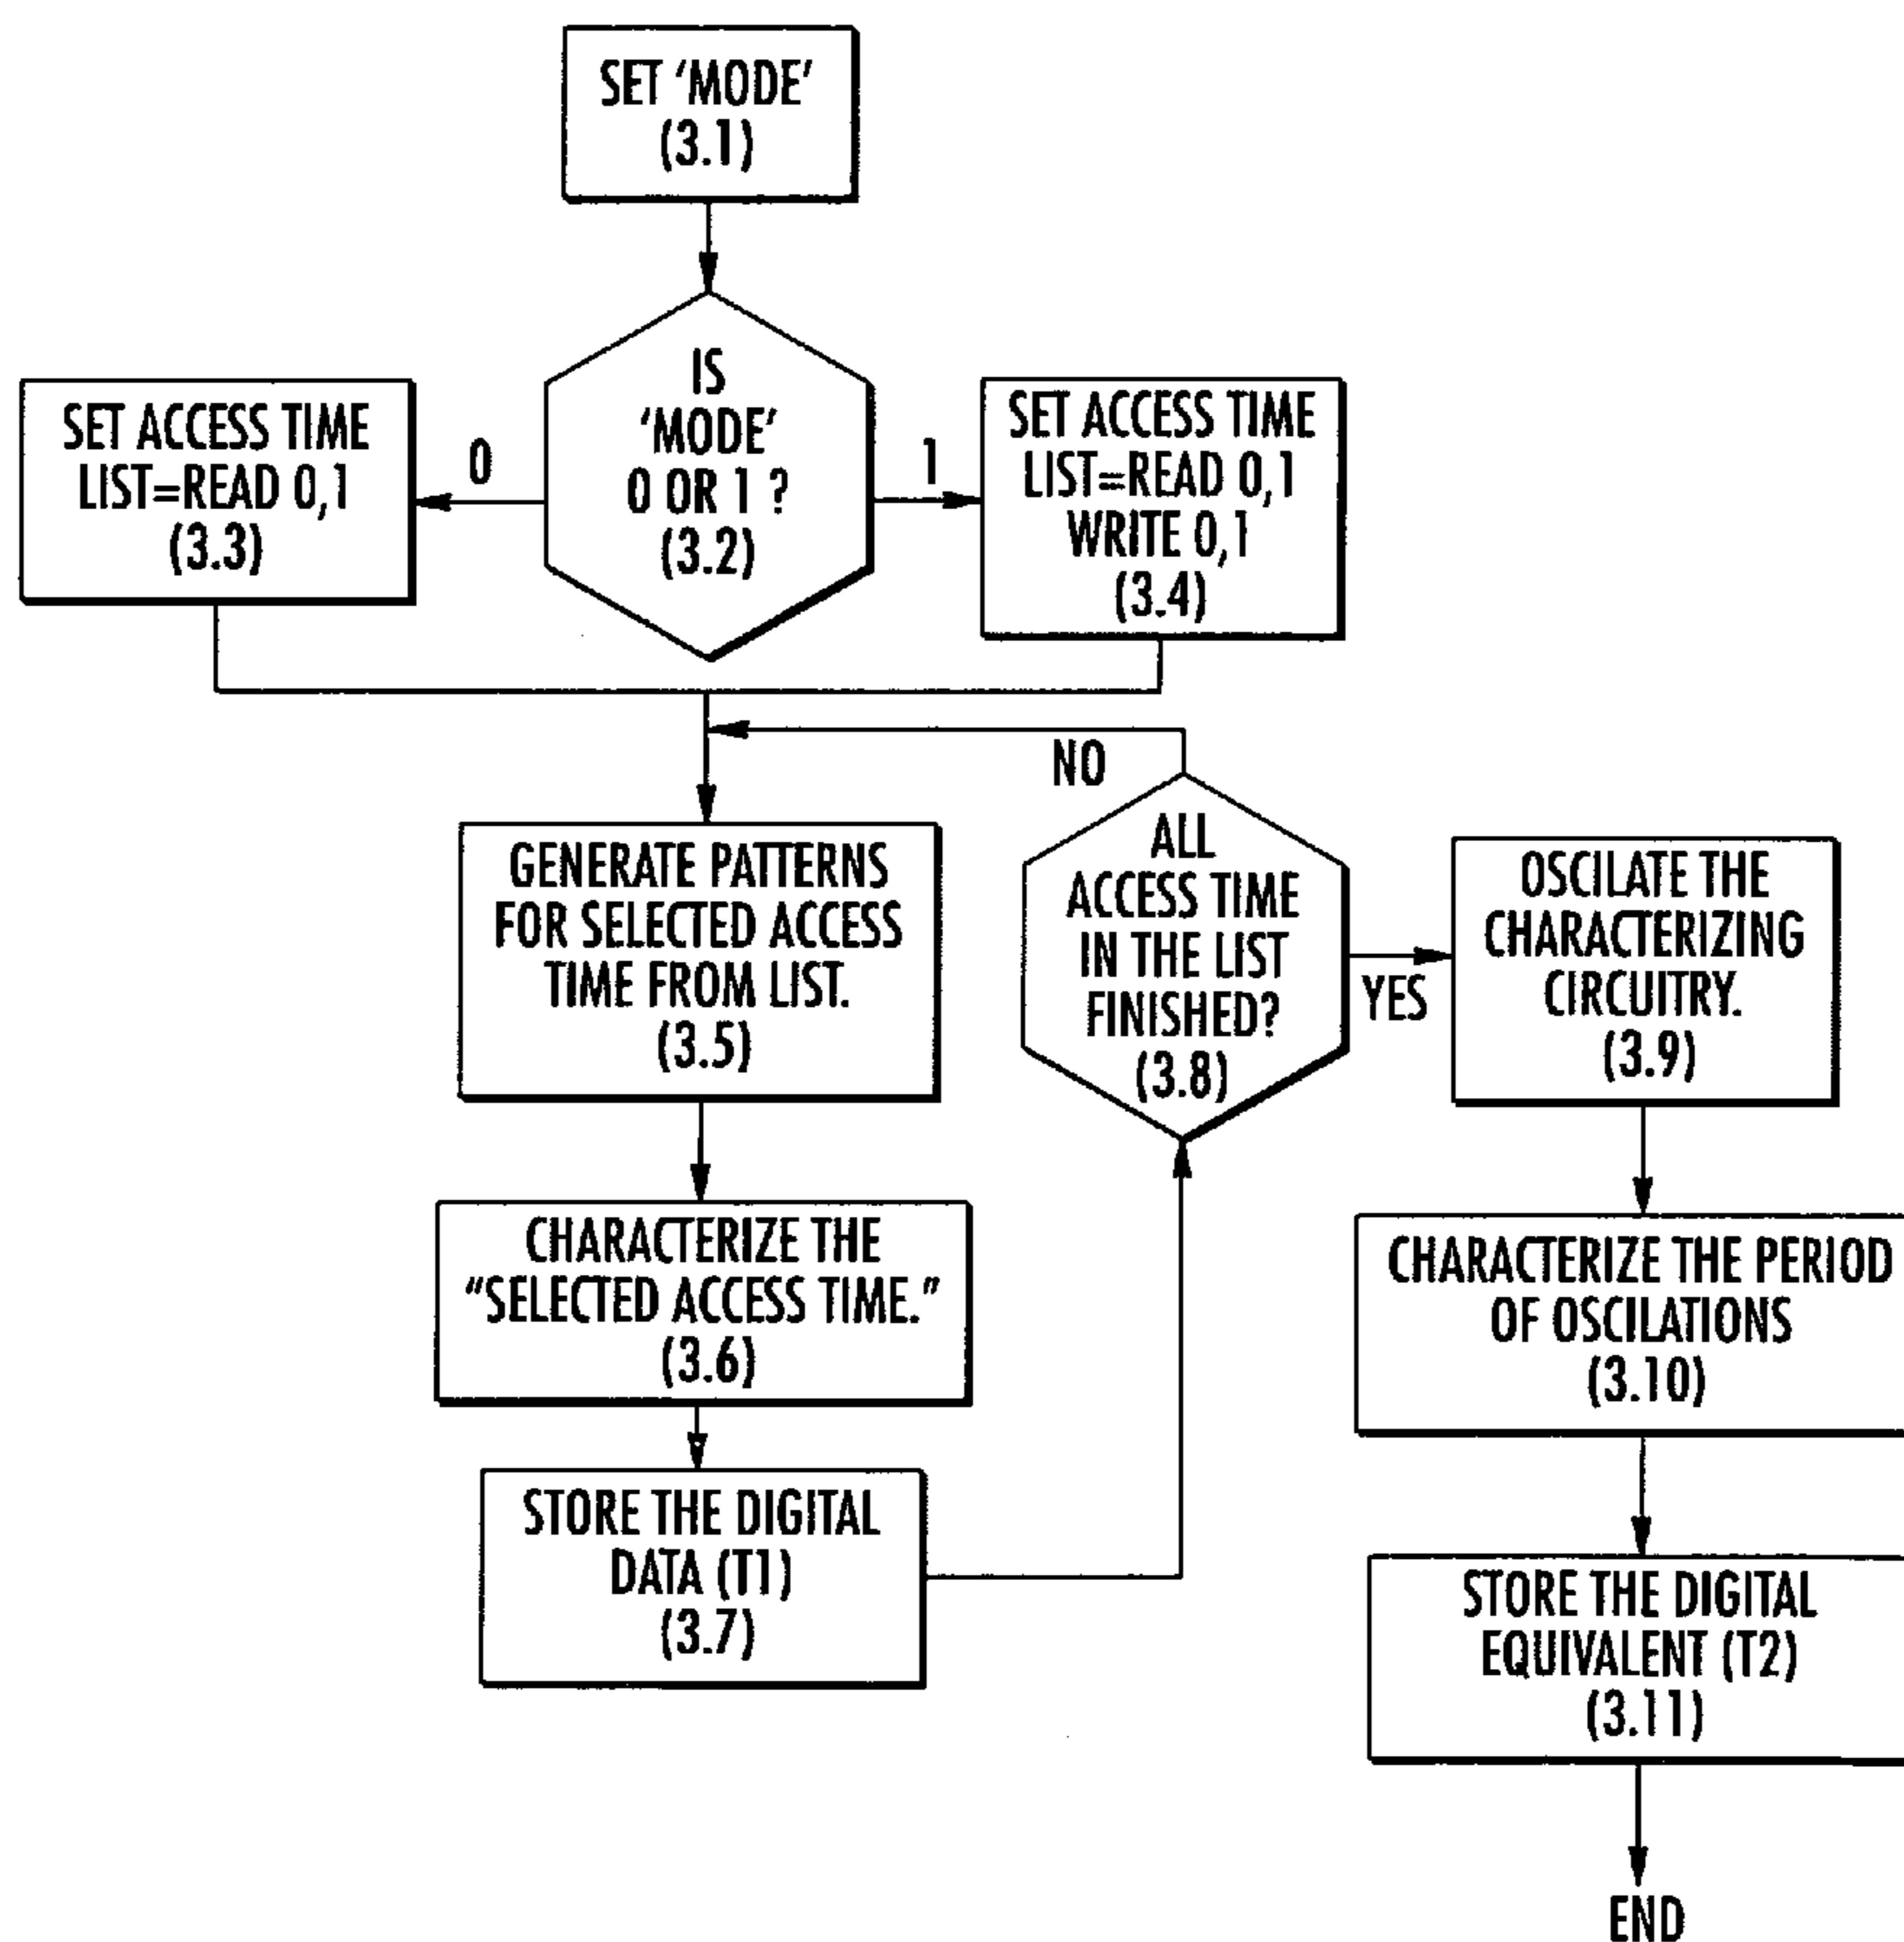 SET 'MODE'
(3.1)
IS
'MODE'
0 OR 1 ?
(3.2)
0
1
SET ACCESS TIME
LIST=READ 0,1
(3.3)
SET ACCESS TIME
LIST=READ 0,1
WRITE 0,1
(3.4)
GENERATE PATTERNS
FOR SELECTED ACCESS
TIME FROM LIST.
(3.5)
CHARACTERIZE THE
"SELECTED ACCESS TIME."
(3.6)
STORE THE DIGITAL
DATA (T1)
(3.7)
NO
ALL
ACCESS TIME
IN THE LIST
FINISHED?
(3.8)
YES
OSCILATE THE
CHARACTERIZING
CIRCUITRY.
(3.9)
CHARACTERIZE THE PERIOD
OF OSCILATIONS
(3.10)
STORE THE DIGITAL
EQUIVALENT (T2)
(3.11)
END